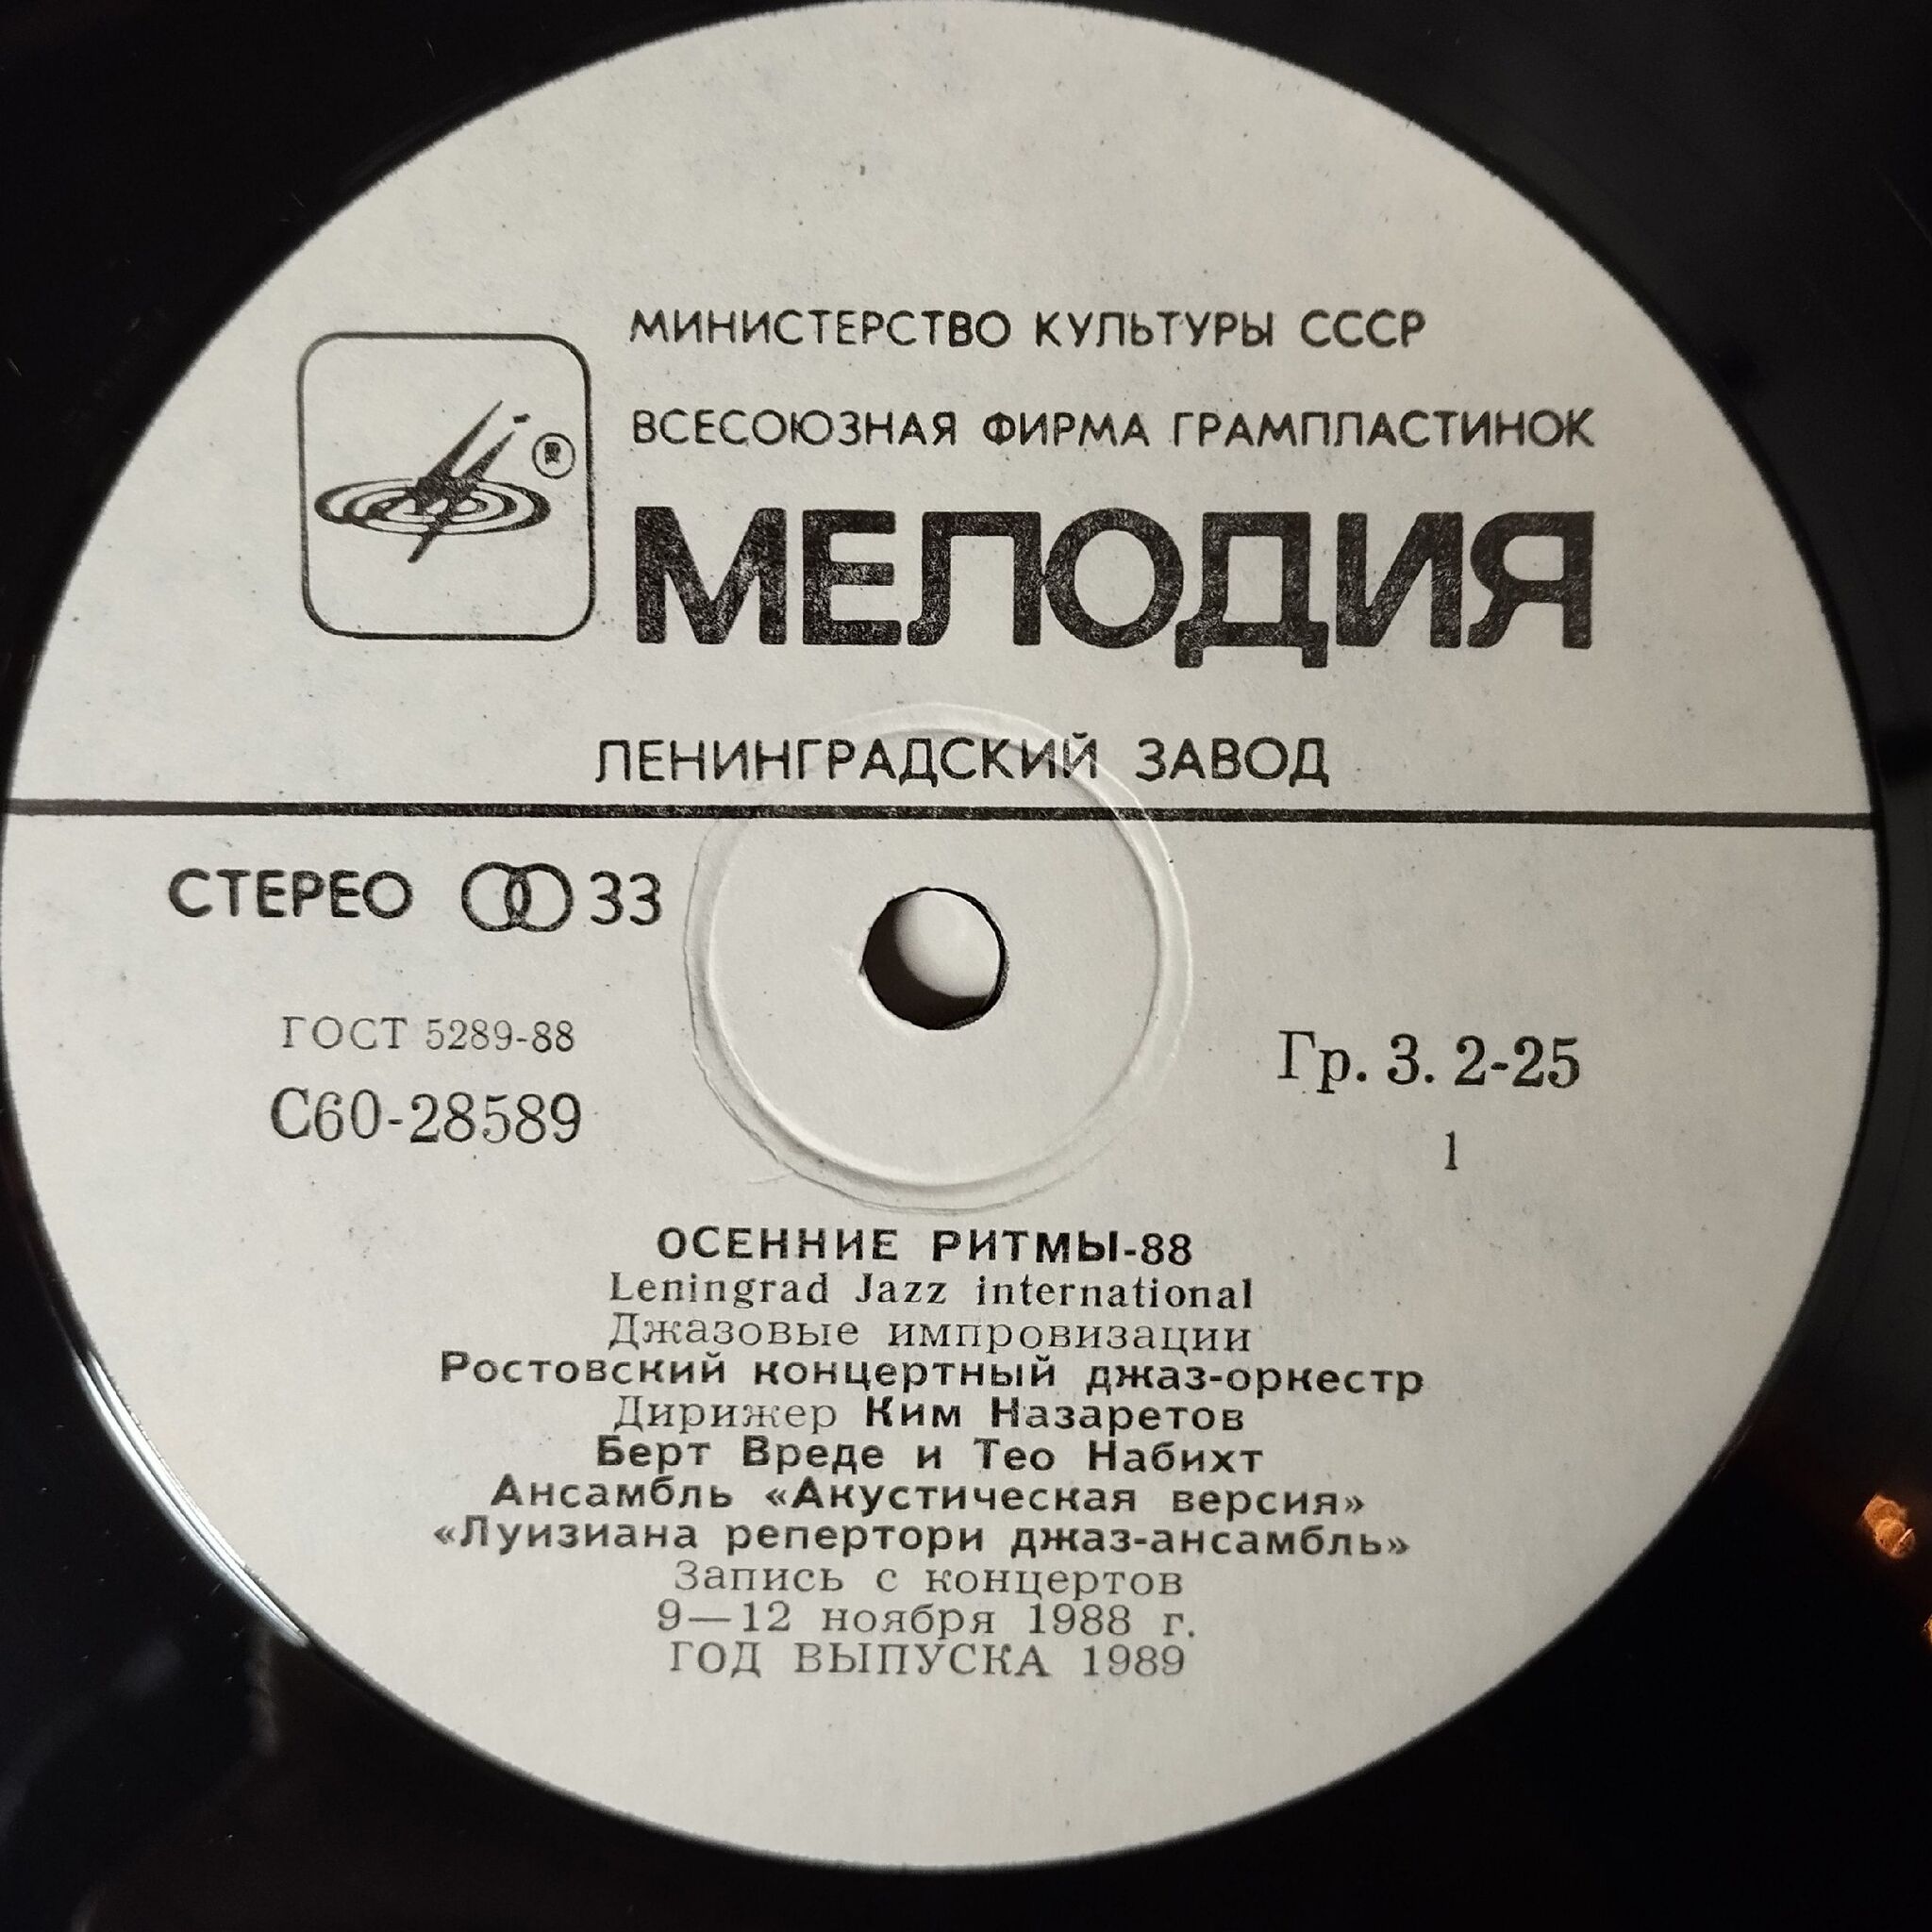 МИНИСТЕРСТВО КУЛЬТУРЫ СССР
ВСЕСОЮЗНАЯ ФИРМА ГРАМПЛАСТИНОК
®
МЕЛОДИЯ
ЛЕНИНГРАДСКИЙ ЗАВОД
СТЕРЕО 33
ГОСТ 5289-88
С60-28589
Гр. 3. 2-25
1
ОСЕННИЕ РИТМЫ-88
Leningrad Jazz international
Джазовые импровизации
Ростовский концертный джаз-оркестр
Дирижер Ким Назаретов
Берт Вреде и Тео Набихт
Ансамбль «Акустическая версия»
«Луизиана репертори джаз-ансамбль»
Запись с концертов
9—12 ноября 1988 г.
ГОД ВЫПУСКА 1989